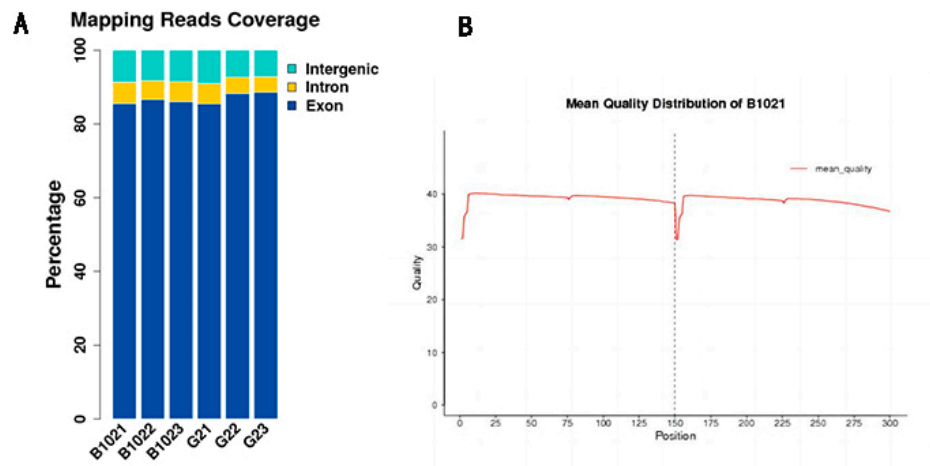 A
Mapping Reads Coverage
100
80
60
40
20
0
Percentage
B1021
B1022
B1023
G21
G22
G23
Intergenic
Intron
Exon
B
Mean Quality Distribution of B1021
mean_quality
40
30
20
10
0
Quality
0 25 50 75 100 125 150 175 200 225 250 275 300
Position